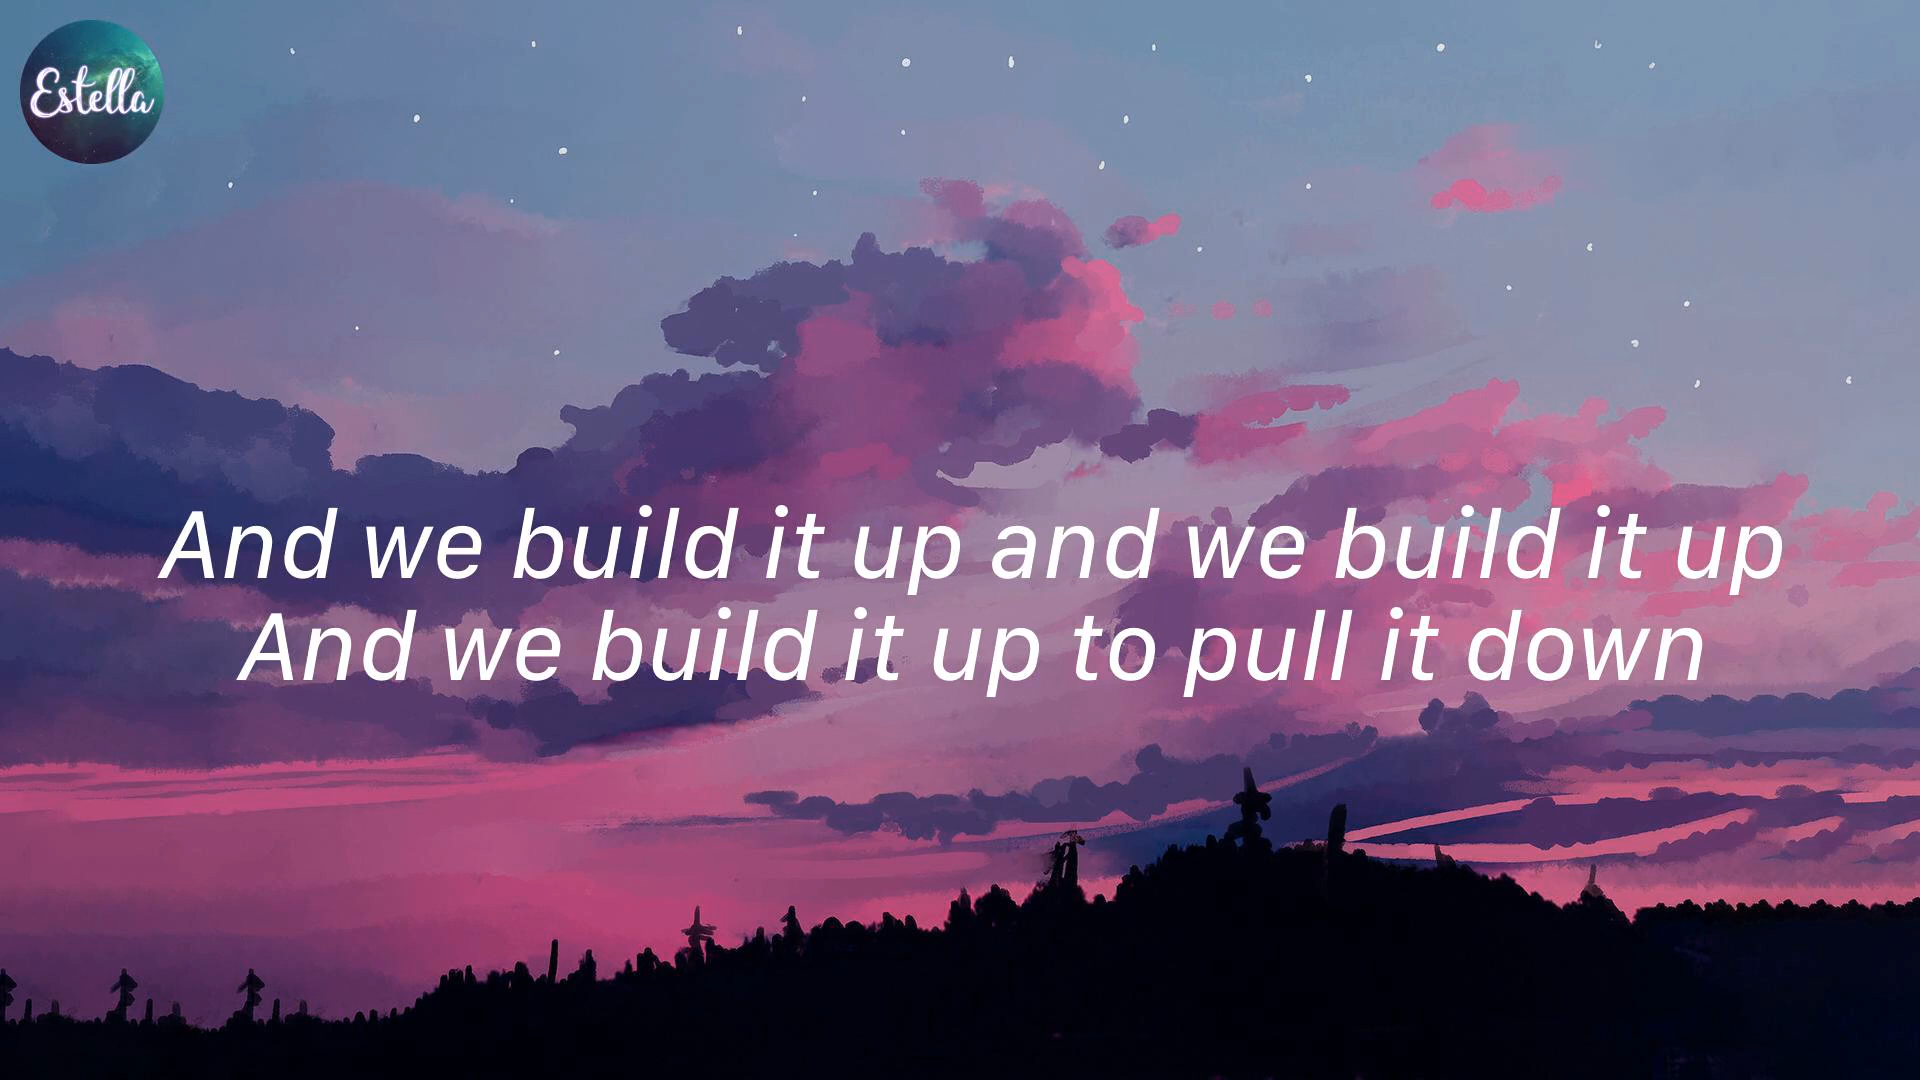 Estella
And we build it up and we build it up
And we build it up to pull it down